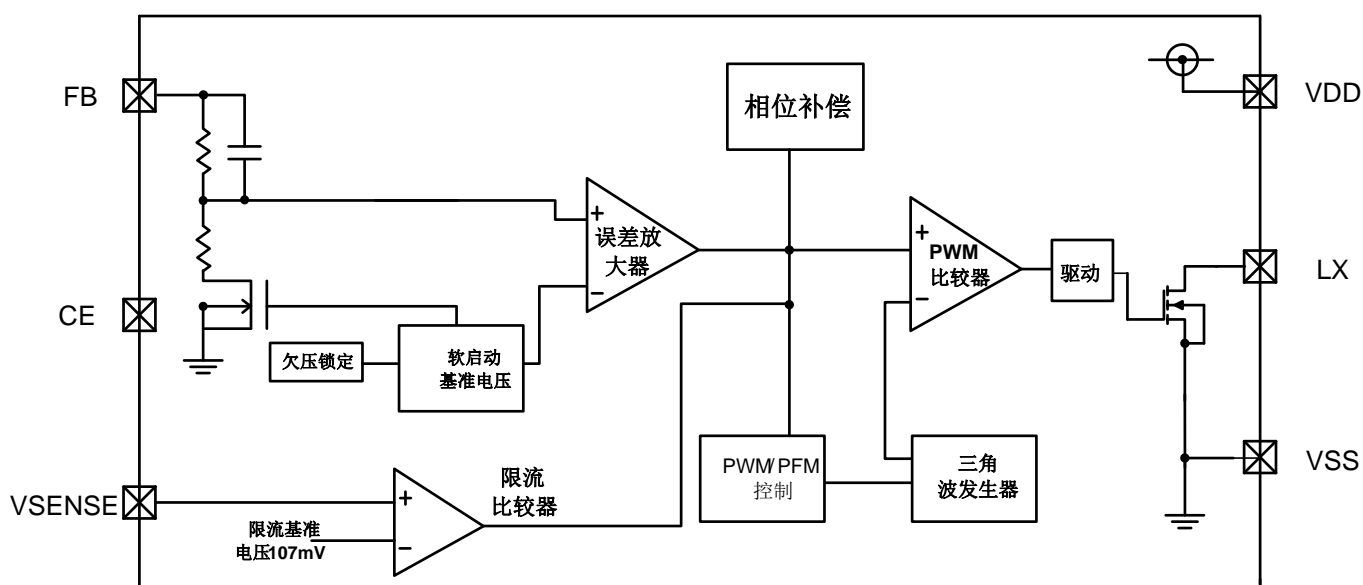 FB
相位补偿
VDD
+
误差放
大器
−
+
PWM
比较器
−
驱动
LX
CE
欠压锁定
软启动
基准电压
VSENSE
+
−
限流基准
电压107mV
限流
比较器
PWM/PFM
控制
三角
波发生器
VSS